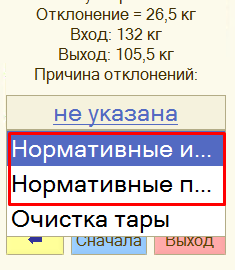 Отклонение = 26,5 кг
Вход: 132 кг
Выход: 105,5 кг
Причина отклонений:
не указана
Нормативные и...
Нормативные п...
Очистка тары
Сначала
Выход